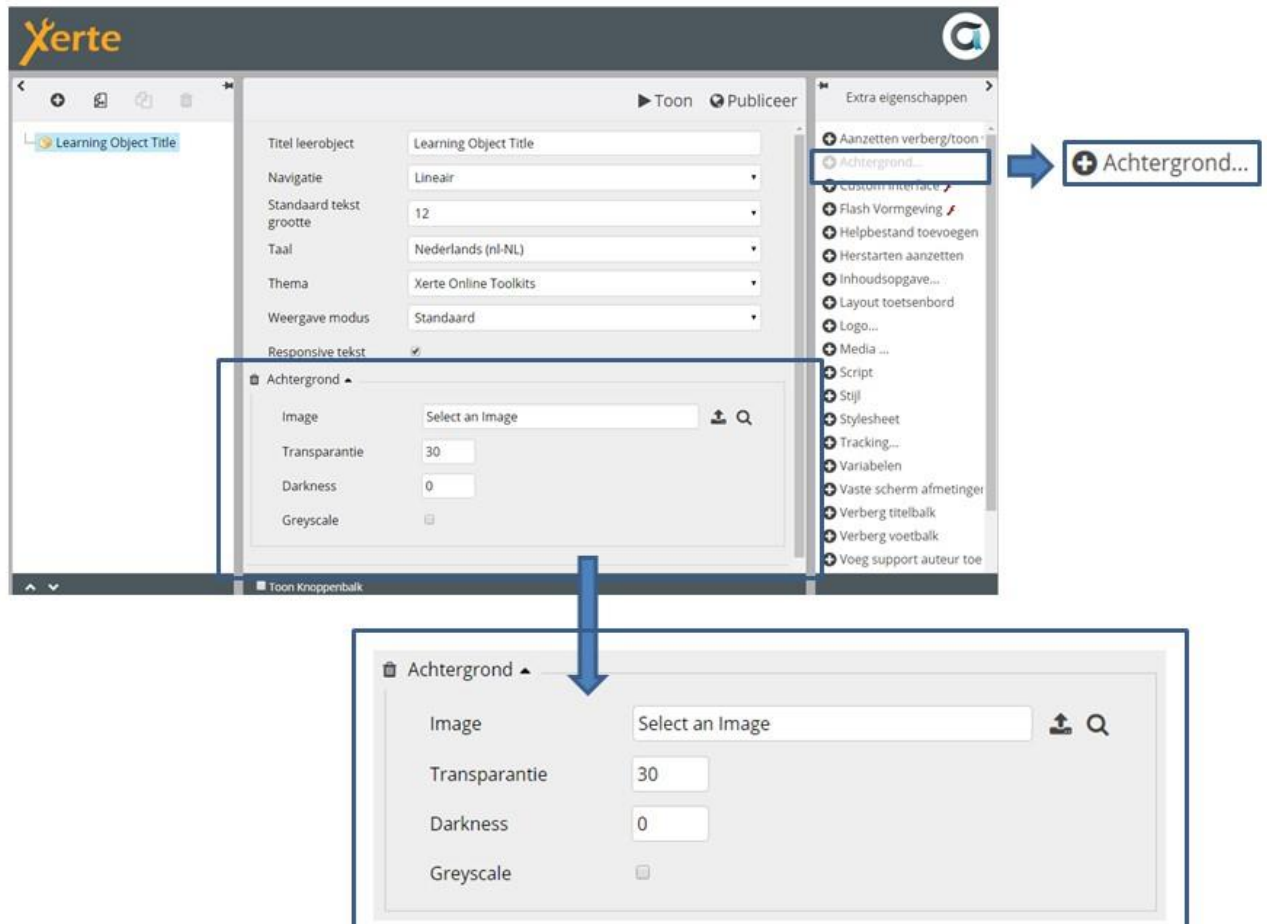 Xerte
Toon Publiceer
Extra eigenschappen
Learning Object Title
Titel leerobject Learning Object Title
Navigatie Lineair
Standaard tekst
grootte 12
Taal Nederlands (nl-NL)
Thema Xerte Online Toolkits
Weergave modus Standaard
Responsive tekst
Achtergrond
Image Select an Image
Transparantie 30
Darkness 0
Greyscale
Toon Knoppenbalk
Aanzetten verberg/toon
Achtergrond...
Custom Interface
Flash Vormgeving
Helpbestand toevoegen
Herstarten aanzetten
Inhoudsopgave...
Layout toetsenbord
Logo...
Media ...
Script
Stijl
Stylesheet
Tracking...
Variabelen
Vaste scherm afmetinge
Verberg titelbalk
Verberg voetbalk
Voeg support auteur toe
Achtergrond...
Achtergrond
Image Select an Image
Transparantie 30
Darkness 0
Greyscale